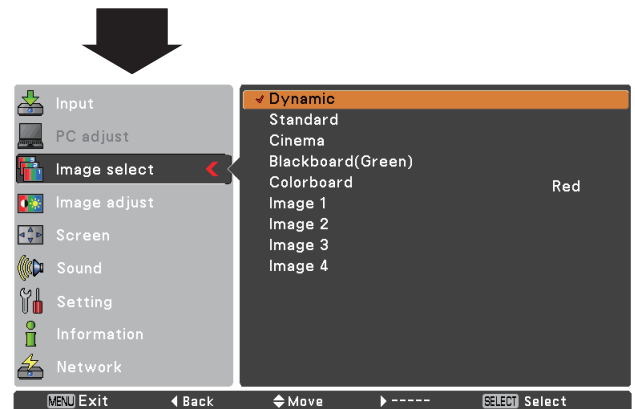 Input
PC adjust
Image select
Image adjust
Screen
Sound
Setting
Information
Network
Dynamic
Standard
Cinema
Blackboard(Green)
Colorboard Red
Image 1
Image 2
Image 3
Image 4
MENU Exit Back Move ----- SELECT Select